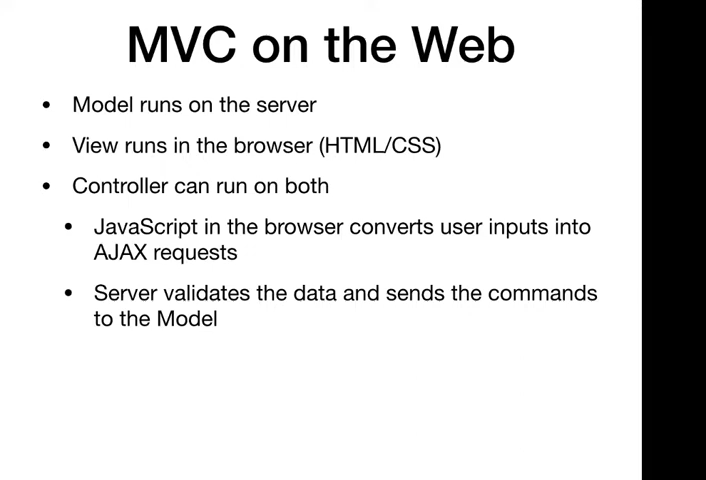 MVC on the Web
• Model runs on the server
• View runs in the browser (HTML/CSS)
• Controller can run on both
• JavaScript in the browser converts user inputs into
AJAX requests
• Server validates the data and sends the commands
to the Model